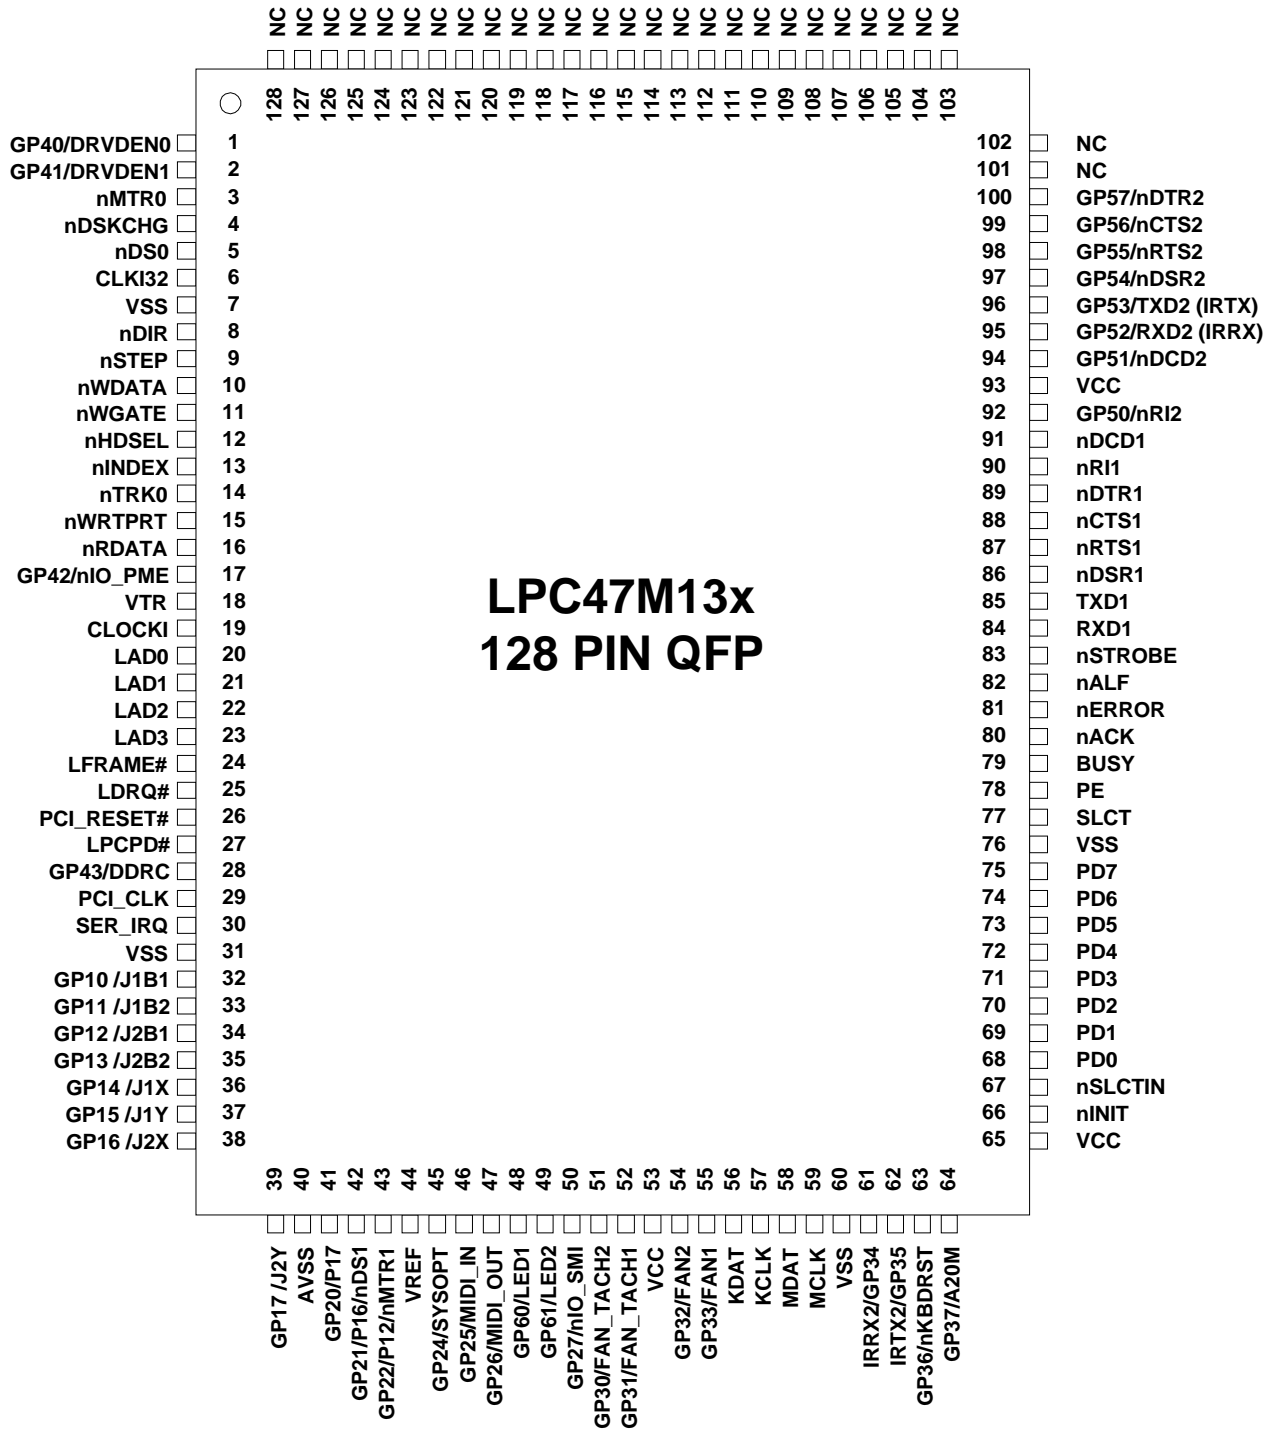 NC NC NC NC NC NC NC NC NC NC NC NC NC NC NC NC NC NC NC NC NC NC NC NC NC NC
128 127 126 125 124 123 122 121 120 119 118 117 116 115 114 113 112 111 110 109 108 107 106 105 104 103
GP40/DRVDEN0 1 102 NC
GP41/DRVDEN1 2 101 NC
nMTR0 3 100 GP57/nDTR2
nDSKCHG 4 99 GP56/nCTS2
nDS0 5 98 GP55/nRTS2
CLKI32 6 97 GP54/nDSR2
VSS 7 96 GP53/TXD2 (IRTX)
nDIR 8 95 GP52/RXD2 (IRRX)
nSTEP 9 94 GP51/nDCD2
nWDATA 10 93 VCC
nWGATE 11 92 GP50/nRI2
nHDSEL 12 91 nDCD1
nINDEX 13 90 nRI1
nTRK0 14 89 nDTR1
nWRTPRT 15 88 nCTS1
nRDATA 16 87 nRTS1
GP42/nIO_PME 17 86 nDSR1
VTR 18 85 TXD1
CLOCKI 19 84 RXD1
LAD0 20 83 nSTROBE
LAD1 21 82 nALF
LAD2 22 81 nERROR
LAD3 23 80 nACK
LFRAME# 24 79 BUSY
LDRQ# 25 78 PE
PCI_RESET# 26 77 SLCT
LPCPD# 27 76 VSS
GP43/DDRC 28 75 PD7
PCI_CLK 29 74 PD6
SER_IRQ 30 73 PD5
VSS 31 72 PD4
GP10 /J1B1 32 71 PD3
GP11 /J1B2 33 70 PD2
GP12 /J2B1 34 69 PD1
GP13 /J2B2 35 68 PD0
GP14 /J1X 36 67 nSLCTIN
GP15 /J1Y 37 66 nINIT
GP16 /J2X 38 65 VCC
LPC47M13x
128 PIN QFP
39 40 41 42 43 44 45 46 47 48 49 50 51 52 53 54 55 56 57 58 59 60 61 62 63 64
GP17 /J2Y
AVSS
GP20/P17
GP21/P16/nDS1
GP22/P12/nMTR1
VREF
GP24/SYSOPT
GP25/MIDI_IN
GP26/MIDI_OUT
GP60/LED1
GP61/LED2
GP27/nIO_SMI
GP30/FAN_TACH2
GP31/FAN_TACH1
VCC
GP32/FAN2
GP33/FAN1
KDAT
KCLK
MDAT
MCLK
VSS
IRRX2/GP34
IRTX2/GP35
GP36/nKBDRST
GP37/A20M